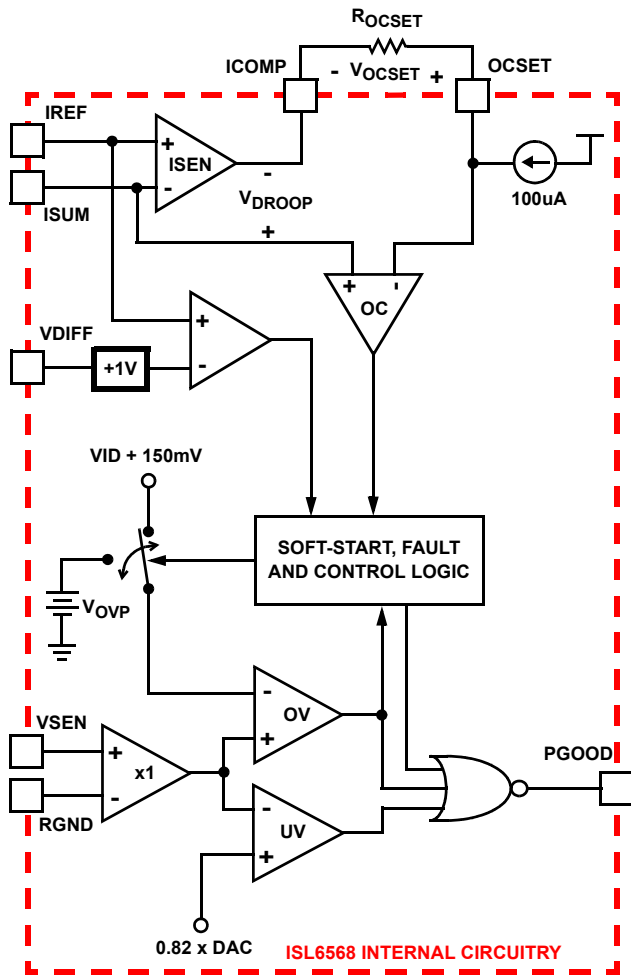 ROCSET
ICOMP
- VOCSET +
OCSET
IREF
+
ISEN
-
-
VDROOP
+
ISUM
100uA
+ -
OC
VDIFF
+1V
+
-
VID + 150mV
SOFT-START, FAULT
AND CONTROL LOGIC
VOVP
-
OV
+
VSEN
+
x1
-
RGND
PGOOD
-
UV
+
0.82 x DAC
ISL6568 INTERNAL CIRCUITRY